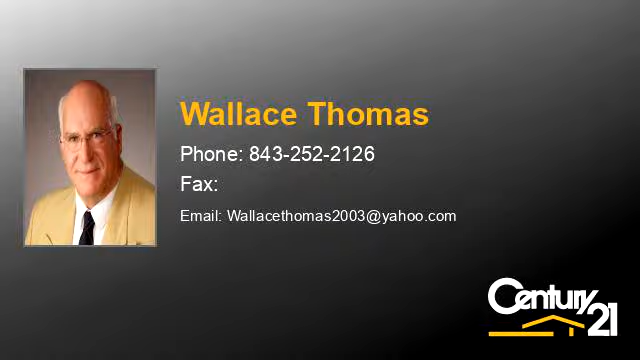 Wallace Thomas
Phone: 843-252-2126
Fax:
Email: Wallacethomas2003@yahoo.com
Century
21